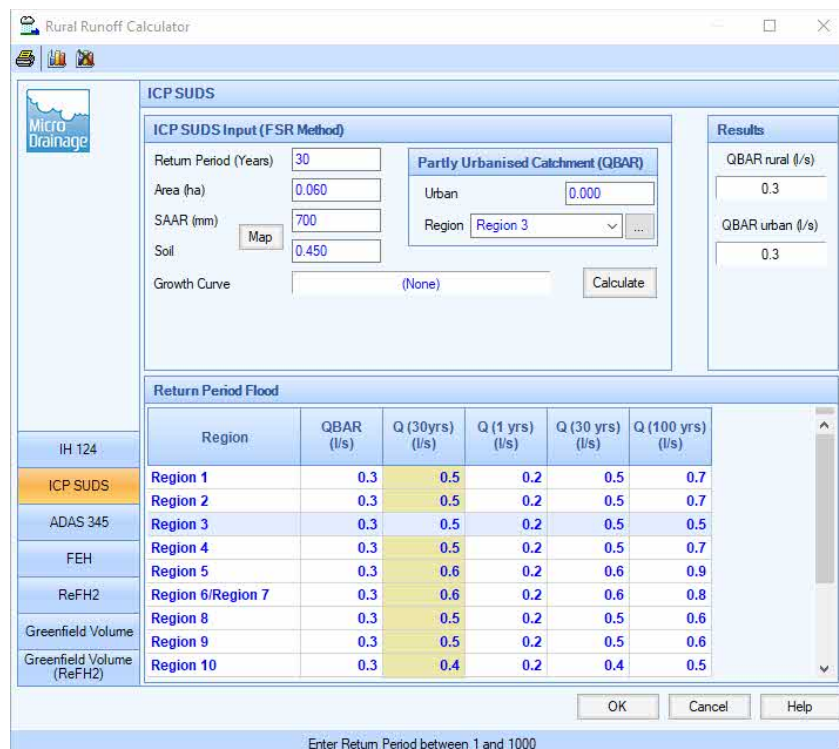 Rural Runoff Calculator
Micro
Drainage
ICP SUDS
ICP SUDS Input (FSR Method)
Return Period (Years) 30
Area (ha) 0.060
SAAR (mm) 700
Map
Soil 0.450
Growth Curve (None)
Partly Urbanised Catchment (QBAR)
Urban 0.000
Region Region 3 ...
Calculate
Results
QBAR rural (l/s)
0.3
QBAR urban (l/s)
0.3
IH 124
ICP SUDS
ADAS 345
FEH
ReFH2
Greenfield Volume
Greenfield Volume
(ReFH2)
Return Period Flood
Region QBAR (l/s) Q (30yrs) (l/s) Q (1 yrs) (l/s) Q (30 yrs) (l/s) Q (100 yrs) (l/s)
Region 1 0.3 0.5 0.2 0.5 0.7
Region 2 0.3 0.5 0.2 0.5 0.7
Region 3 0.3 0.5 0.2 0.5 0.5
Region 4 0.3 0.5 0.2 0.5 0.7
Region 5 0.3 0.6 0.2 0.6 0.9
Region 6/Region 7 0.3 0.6 0.2 0.6 0.8
Region 8 0.3 0.5 0.2 0.5 0.6
Region 9 0.3 0.5 0.2 0.5 0.6
Region 10 0.3 0.4 0.2 0.4 0.5
OK Cancel Help
Enter Return Period between 1 and 1000